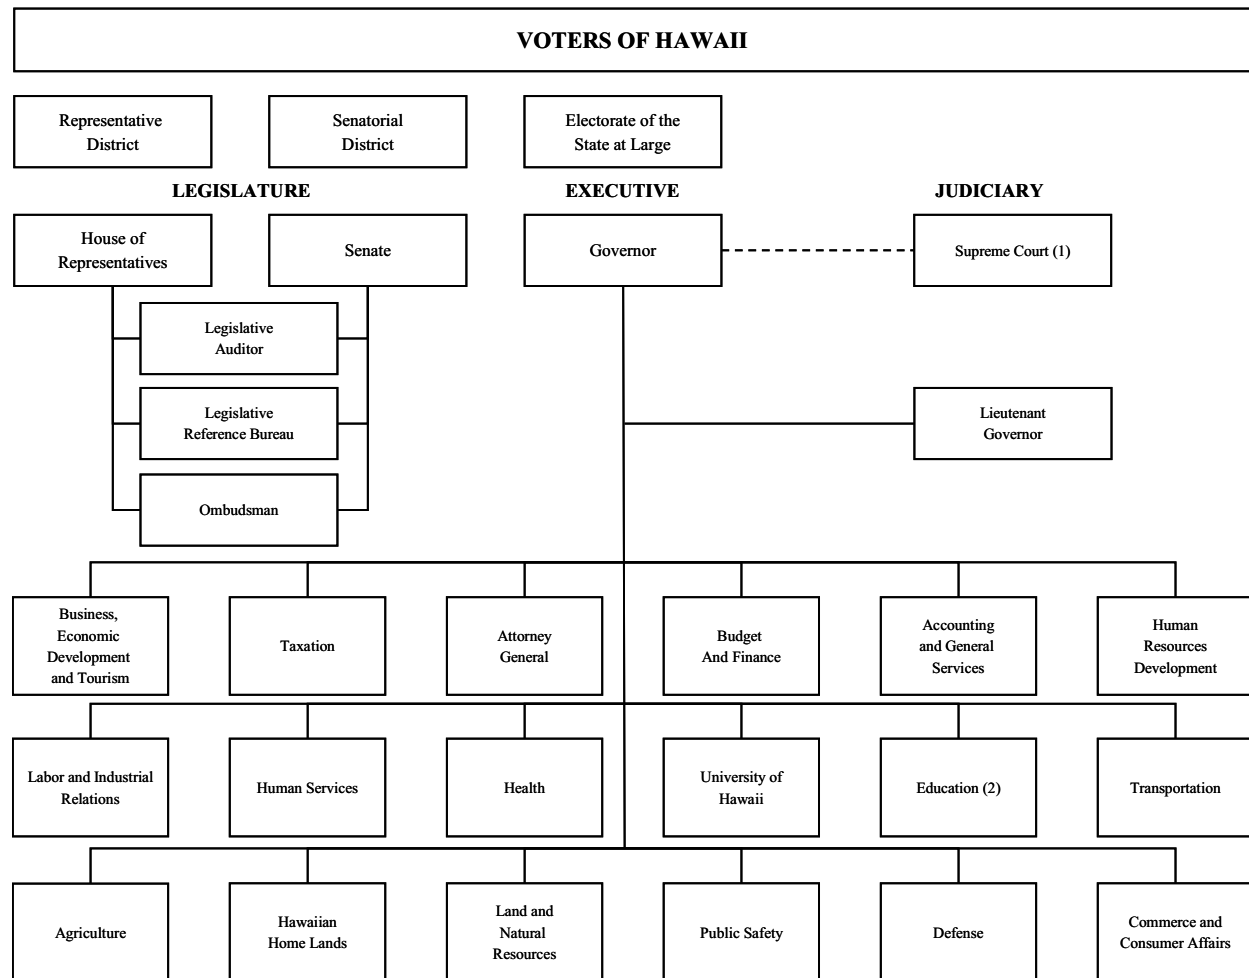 VOTERS OF HAWAII
Representative
District
Senatorial
District
Electorate of the
State at Large
LEGISLATURE
EXECUTIVE
JUDICIARY
House of
Representatives
Senate
Governor
Supreme Court (1)
Legislative
Auditor
Legislative
Reference Bureau
Lieutenant
Governor
Ombudsman
Business,
Economic
Development
and Tourism
Taxation
Attorney
General
Budget
And Finance
Accounting
and General
Services
Human
Resources
Development
Labor and Industrial
Relations
Human Services
Health
University of
Hawaii
Education (2)
Transportation
Agriculture
Hawaiian
Home Lands
Land and
Natural
Resources
Public Safety
Defense
Commerce and
Consumer Affairs